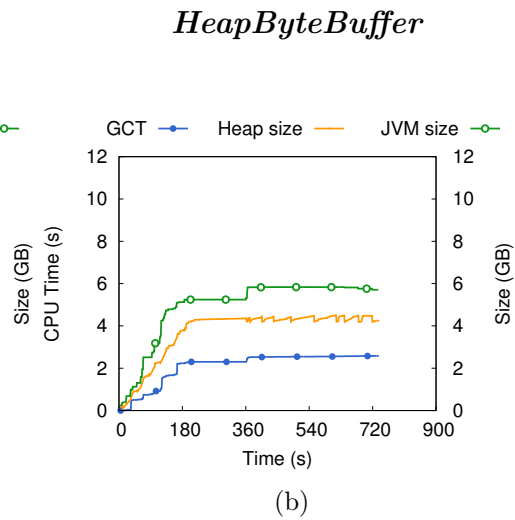 HeapByteBuffer
GCT Heap size JVM size
12 12
10 10
8 8
6 6
4 4
2 2
0 0
Size (GB)
CPU Time (s)
Size (GB)
0 180 360 540 720 900
Time (s)
(b)